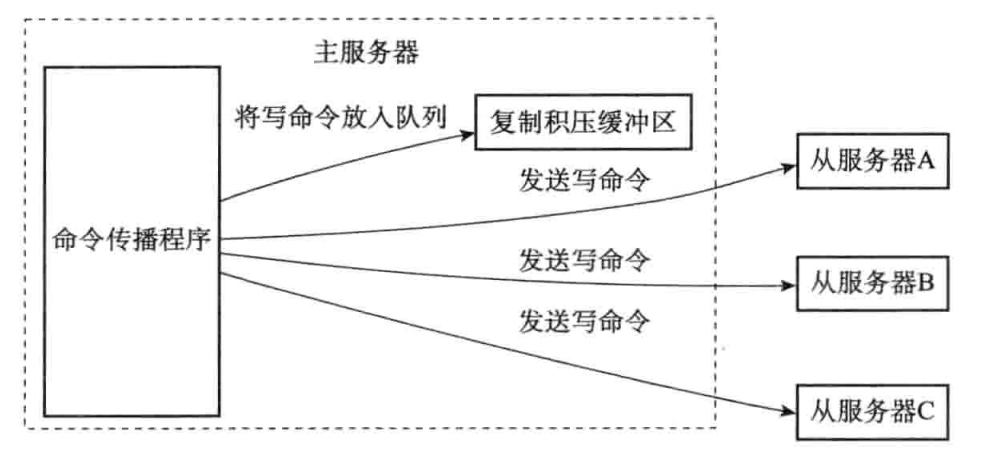 主服务器
将写命令放入队列
复制积压缓冲区
发送写命令
从服务器A
命令传播程序
发送写命令
从服务器B
发送写命令
从服务器C